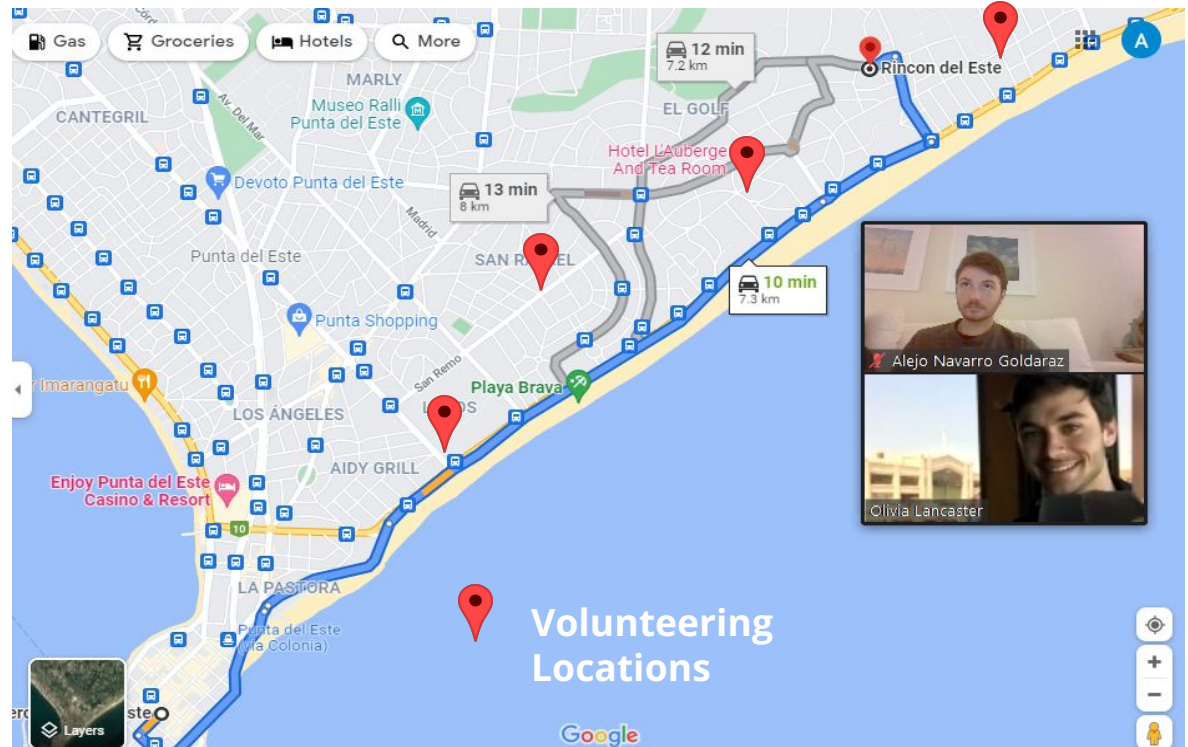 Gas
Groceries
Hotels
More
A
12 min
7.2 km
Rincon del Este
MARLY
Museo Ralli
Punta del Este
CANTEGRIL
Av. Del Mar
EL GOLF
Hotel L'Auberge
And Tea Room
Devoto Punta del Este
13 min
8 km
Madrid
Punta del Este
SAN RAFAEL
10 min
7.3 km
Punta Shopping
San Remo
Imarangatu
Playa Brava
LOS ÁNGELES
Alejo Navarro Goldaraz
AIDY GRILL
Enjoy Punta del Este
Casino & Resort
10
Olivia Lancaster
LA PASTORA
Punta del Este
(Vía Colonia)
Volunteering
Locations
ste
Layers
Google